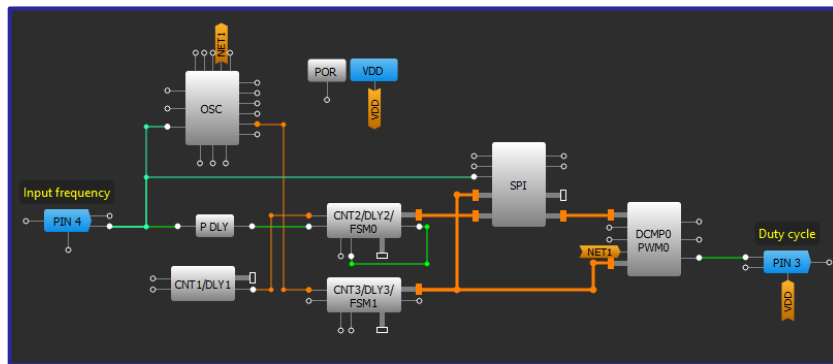 NET1
POR
VDD
OSC
VDD
SPI
Input frequency
PIN 4
P DLY
CNT2/DLY2/
FSM0
DCMP0
PWM0
Duty cycle
NET1
PIN 3
CNT1/DLY1
CNT3/DLY3/
FSM1
VDD